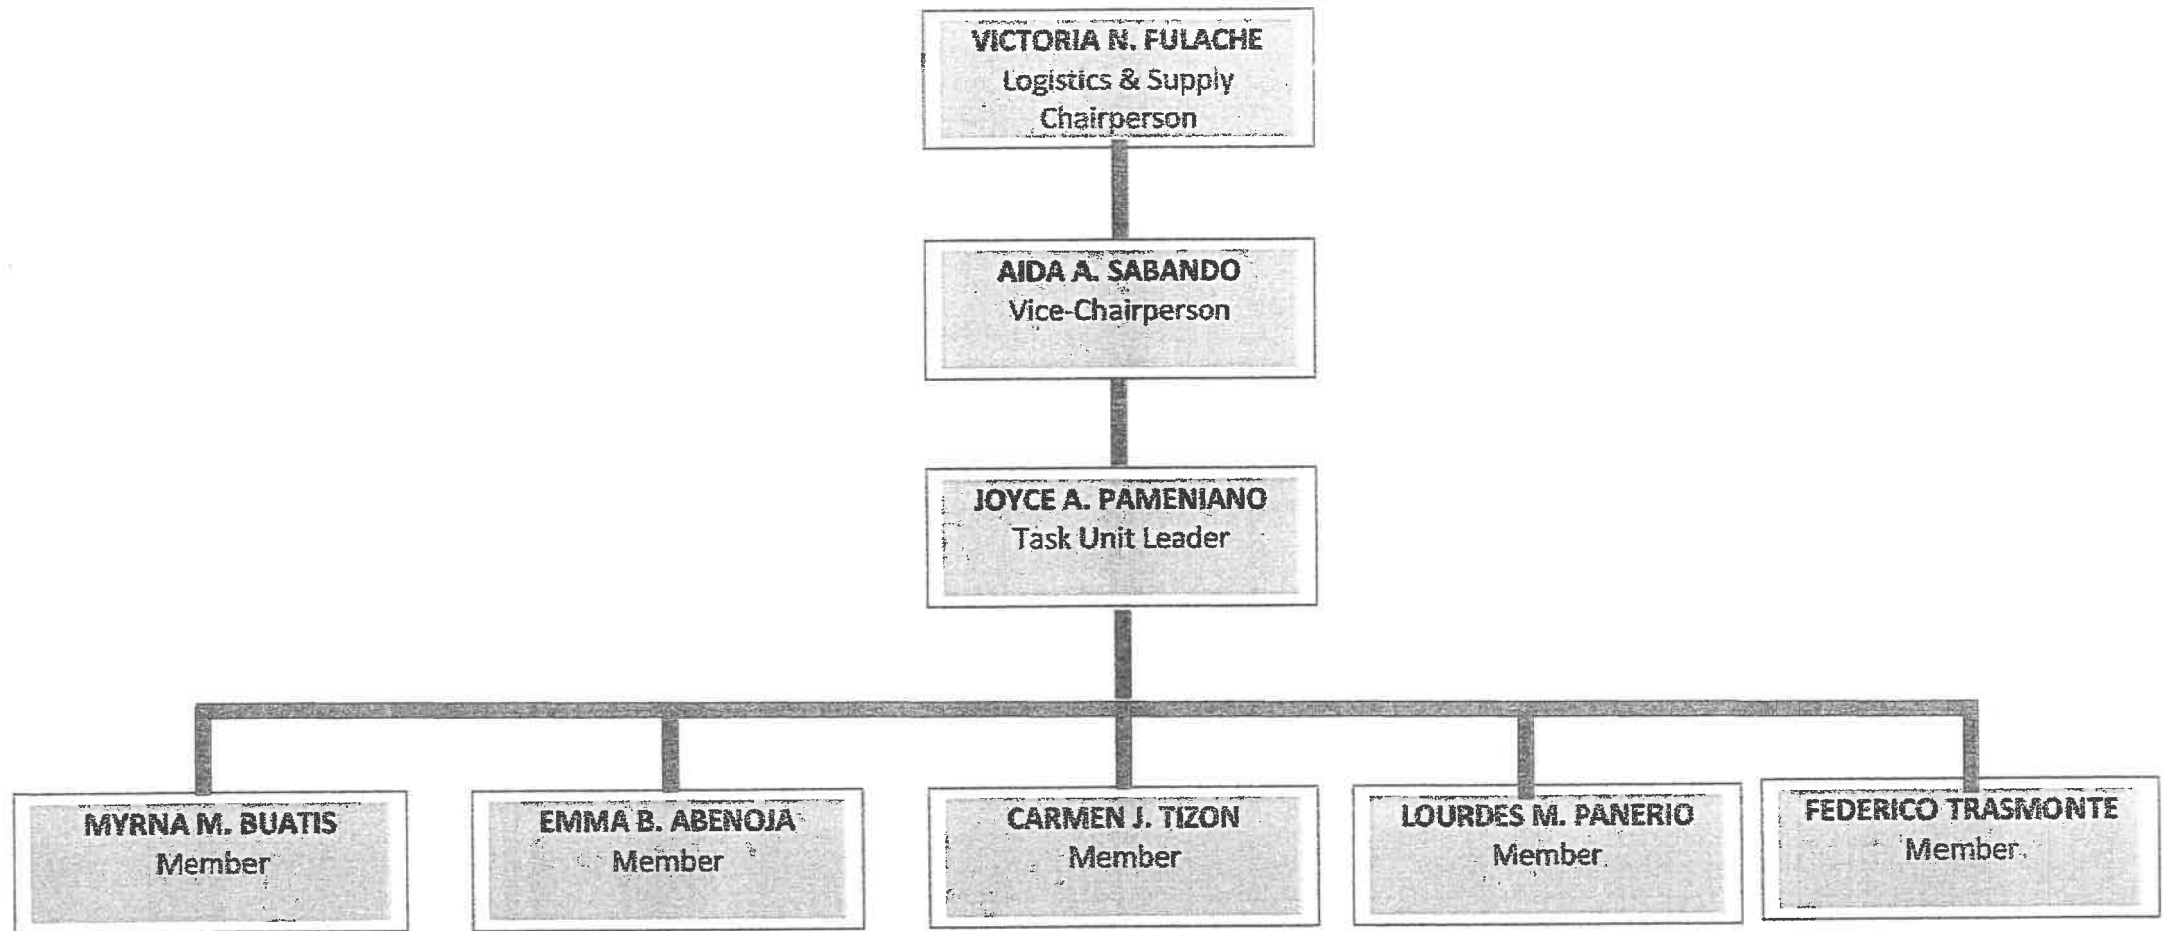 VICTORIA N. FULACHE
Logistics & Supply
Chairperson
AIDA A. SABANDO
Vice-Chairperson
JOYCE A. PAMENIANO
Task Unit Leader
MYRNA M. BUATIS
Member
EMMA B. ABENOJA
Member
CARMEN J. TIZON
Member
LOURDES M. PANERIO
Member
FEDERICO TRASMONTE
Member